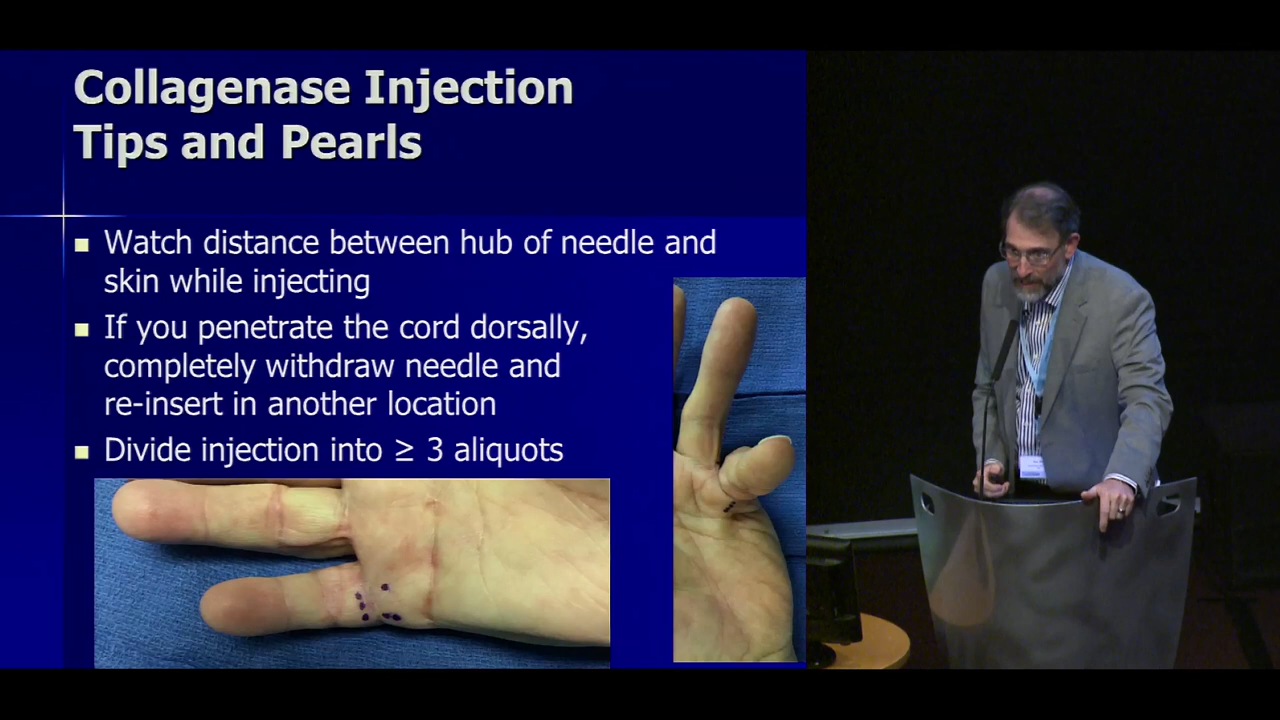 Collagenase Injection
Tips and Pearls
Watch distance between hub of needle and
skin while injecting
If you penetrate the cord dorsally,
completely withdraw needle and
re-insert in another location
Divide injection into ≥ 3 aliquots